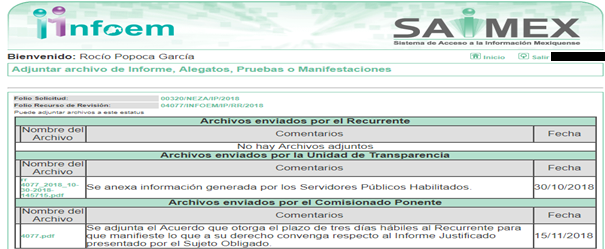 infoem
SAIMEX
Sistema de Acceso a la Información Mexiquense
Bienvenido: Rocío Popoca García
Inicio Salir
Adjuntar archivo de Informe, Alegatos, Pruebas o Manifestaciones
Folio Solicitud: 00320/NEZA/IP/2018
Folio Recurso de Revisión: 04077/INFOEM/IP/RR/2018
Puede adjuntar archivos a este estatus
Archivos enviados por el Recurrente
Nombre del Archivo Comentarios Fecha
No hay Archivos adjuntos
Archivos enviados por la Unidad de Transparencia
Nombre del Archivo Comentarios Fecha
rr
4077_2018_10-
30-2018-
145715.pdf
Se anexa información generada por los Servidores Públicos Habilitados. 30/10/2018
Archivos enviados por el Comisionado Ponente
Nombre del Archivo Comentarios Fecha
4077.pdf
Se adjunta el Acuerdo que otorga el plazo de tres días hábiles al Recurrente para
que manifieste lo que a su derecho convenga respecto al Informe Justificado
presentado por el Sujeto Obligado.
15/11/2018